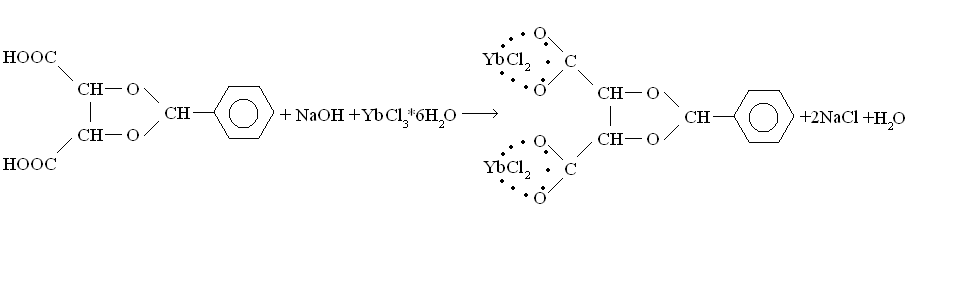 HOOC
CH O
CH
CH O
HOOC
+ NaOH + YbCl3*6H2O
O
YbCl2
C
O
CH O
CH
CH O
O
YbCl2
C
O
+2NaCl +H2O